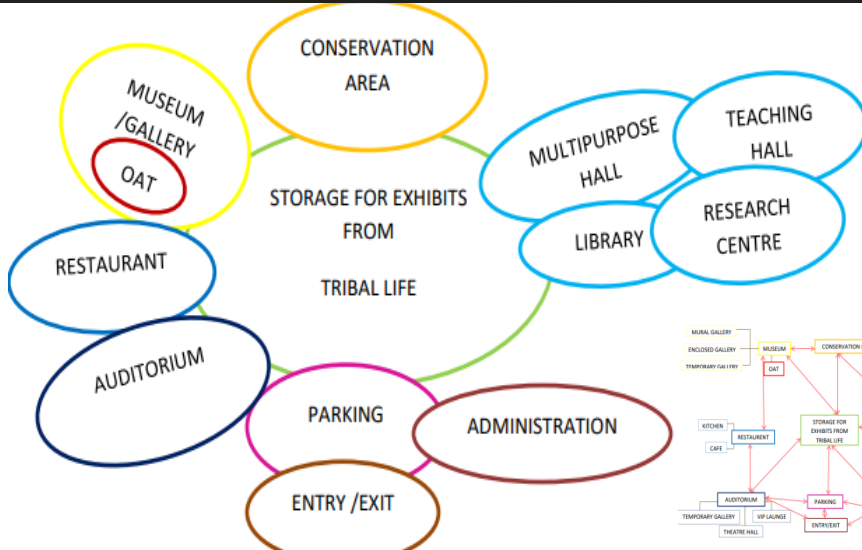 CONSERVATION
AREA
MUSEUM
/GALLERY
OAT
MULTIPURPOSE
HALL
TEACHING
HALL
STORAGE FOR EXHIBITS
FROM
TRIBAL LIFE
LIBRARY
RESEARCH
CENTRE
RESTAURANT
AUDITORIUM
PARKING
ADMINISTRATION
ENTRY /EXIT
MURAL GALLERY
ENCLOSED GALLERY
TEMPORARY GALLERY
MUSEUM
OAT
CONSERVATION
KITCHEN
CAFE
RESTAURENT
STORAGE FOR
EXHIBITS FROM
TRIBAL LIFE
AUDITORIUM
TEMPORARY GALLERY
VIP LAUNGE
THEATRE HALL
PARKING
ENTRY/EXIT